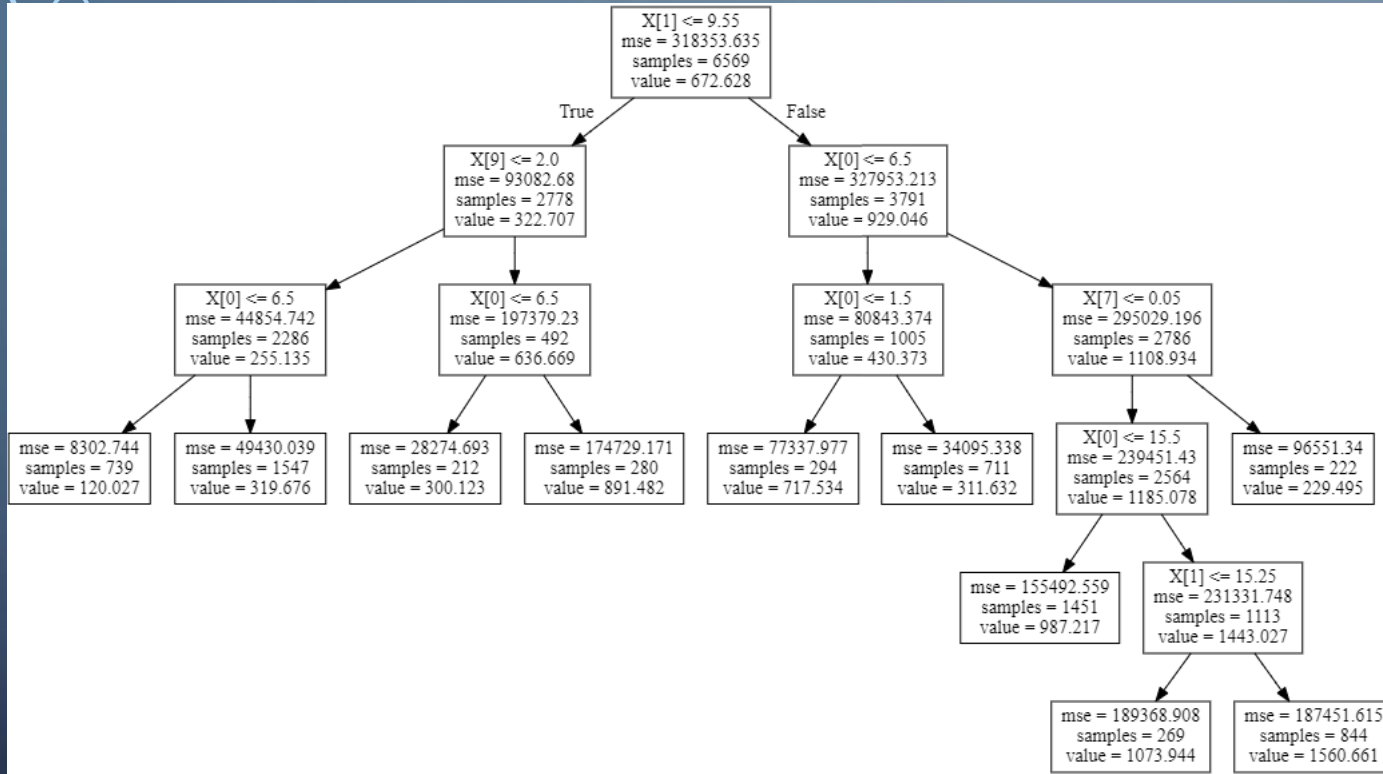 X[1] <= 9.55
mse = 318353.635
samples = 6569
value = 672.628
True
False
X[9] <= 2.0
mse = 93082.68
samples = 2778
value = 322.707
X[0] <= 6.5
mse = 327953.213
samples = 3791
value = 929.046
X[0] <= 6.5
mse = 44854.742
samples = 2286
value = 255.135
X[0] <= 6.5
mse = 197379.23
samples = 492
value = 636.669
X[0] <= 1.5
mse = 80843.374
samples = 1005
value = 430.373
X[7] <= 0.05
mse = 295029.196
samples = 2786
value = 1108.934
mse = 8302.744
samples = 739
value = 120.027
mse = 49430.039
samples = 1547
value = 319.676
mse = 28274.693
samples = 212
value = 300.123
mse = 174729.171
samples = 280
value = 891.482
mse = 77337.977
samples = 294
value = 717.534
mse = 34095.338
samples = 711
value = 311.632
X[0] <= 15.5
mse = 239451.43
samples = 2564
value = 1185.078
mse = 96551.34
samples = 222
value = 229.495
mse = 155492.559
samples = 1451
value = 987.217
X[1] <= 15.25
mse = 231331.748
samples = 1113
value = 1443.027
mse = 189368.908
samples = 269
value = 1073.944
mse = 187451.615
samples = 844
value = 1560.661